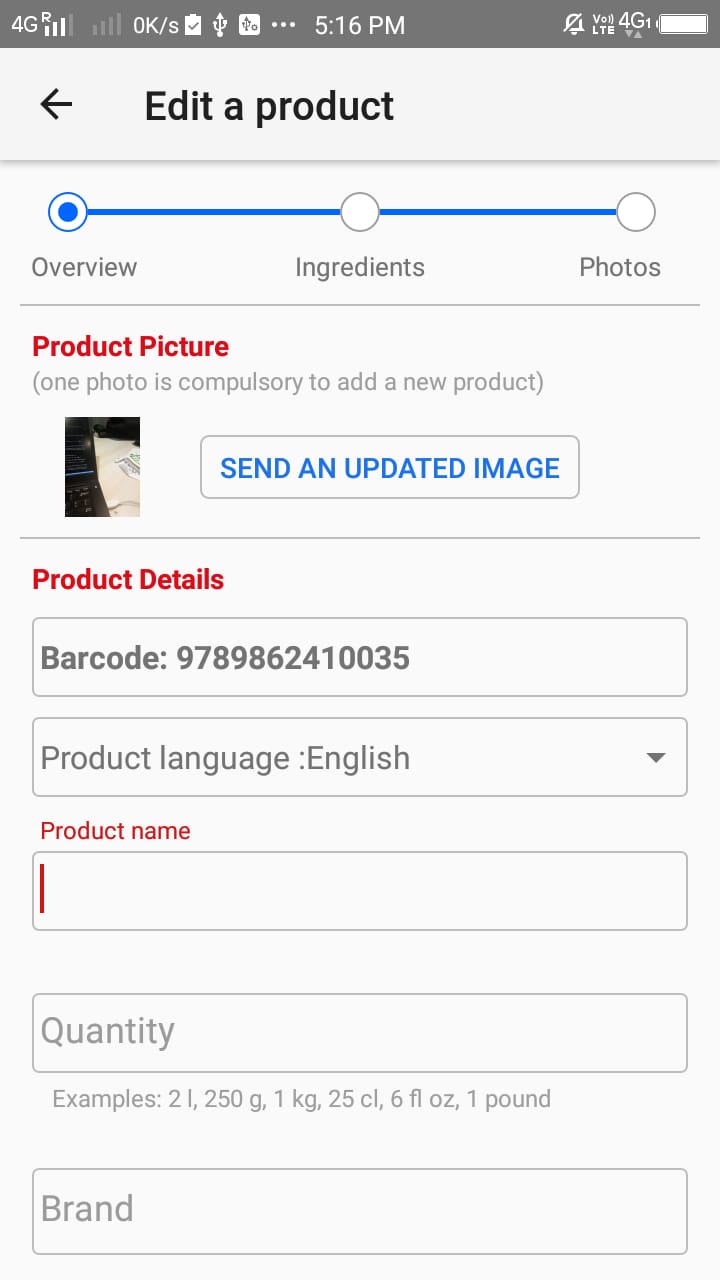 4G R 0K/s ... 5:16 PM Vo)) LTE 4G1
Edit a product
Overview Ingredients Photos
Product Picture
(one photo is compulsory to add a new product)
SEND AN UPDATED IMAGE
Product Details
Barcode: 9789862410035
Product language :English
Product name
Quantity
Examples: 2 l, 250 g, 1 kg, 25 cl, 6 fl oz, 1 pound
Brand